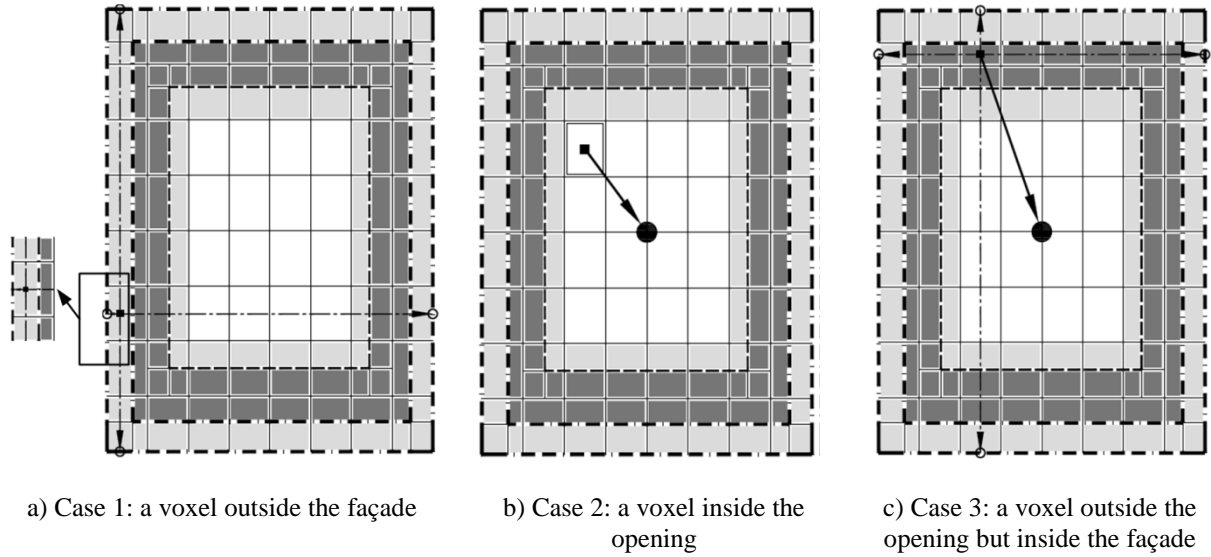 a) Case 1: a voxel outside the façade
b) Case 2: a voxel inside the
opening
c) Case 3: a voxel outside the
opening but inside the façade